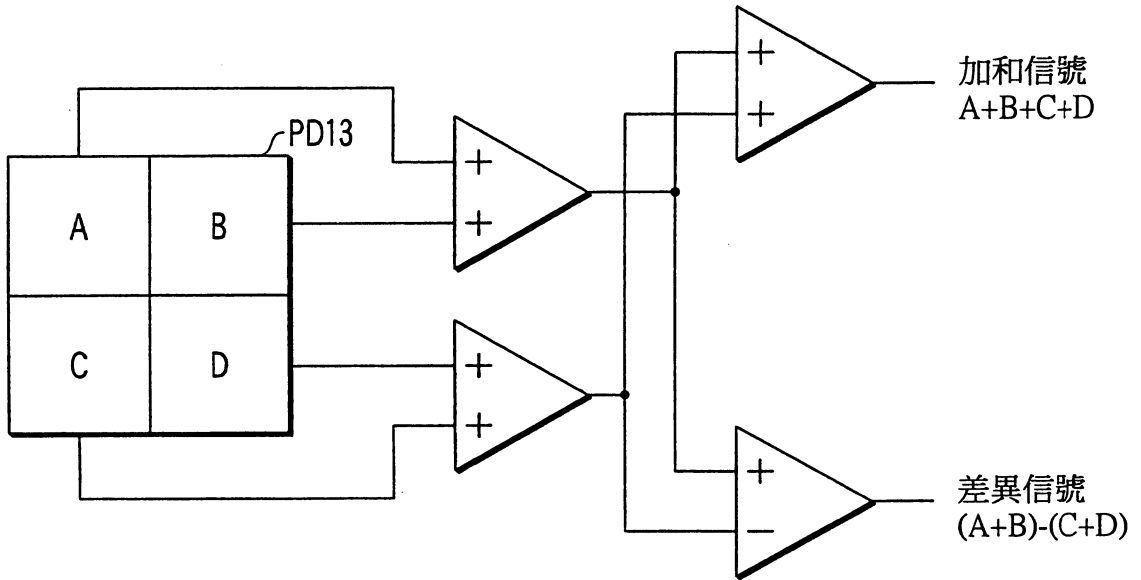 PD13
A
B
C
D
+
+
+
+
+
+
+
−
加和信號
A+B+C+D
差異信號
(A+B)-(C+D)